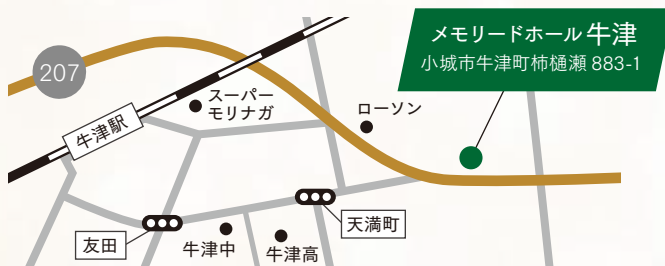 メモリードホール 牛津
小城市牛津町柿樋瀬 883-1
207
スーパー
モリナガ
ローソン
牛津駅
天満町
友田
牛津中
牛津高